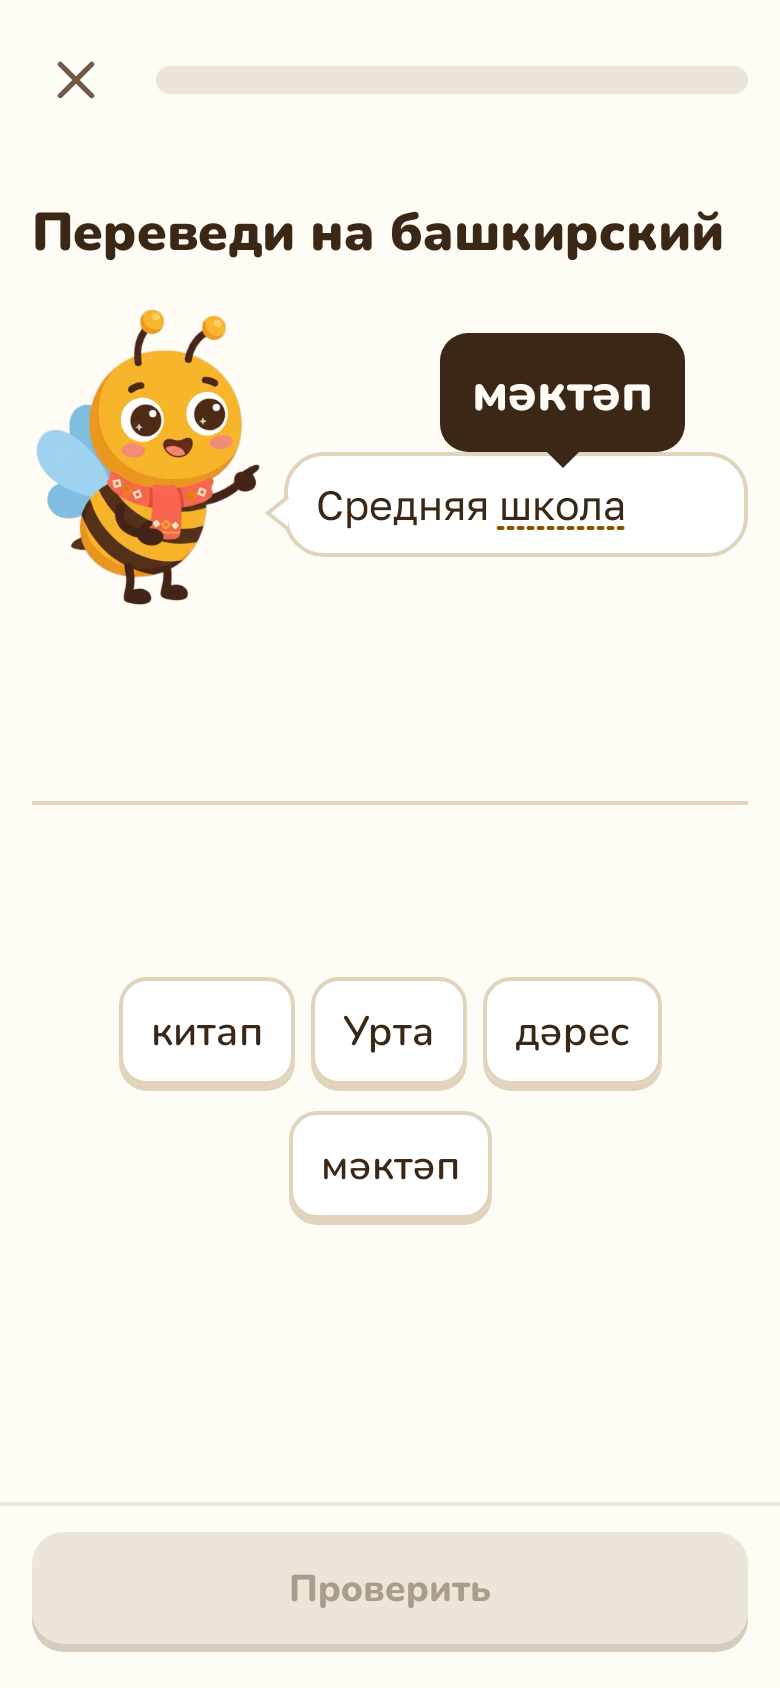 Переведи на башкирский
мәктәп
Средняя школа
китап Урта дәрес
мәктәп
Проверить